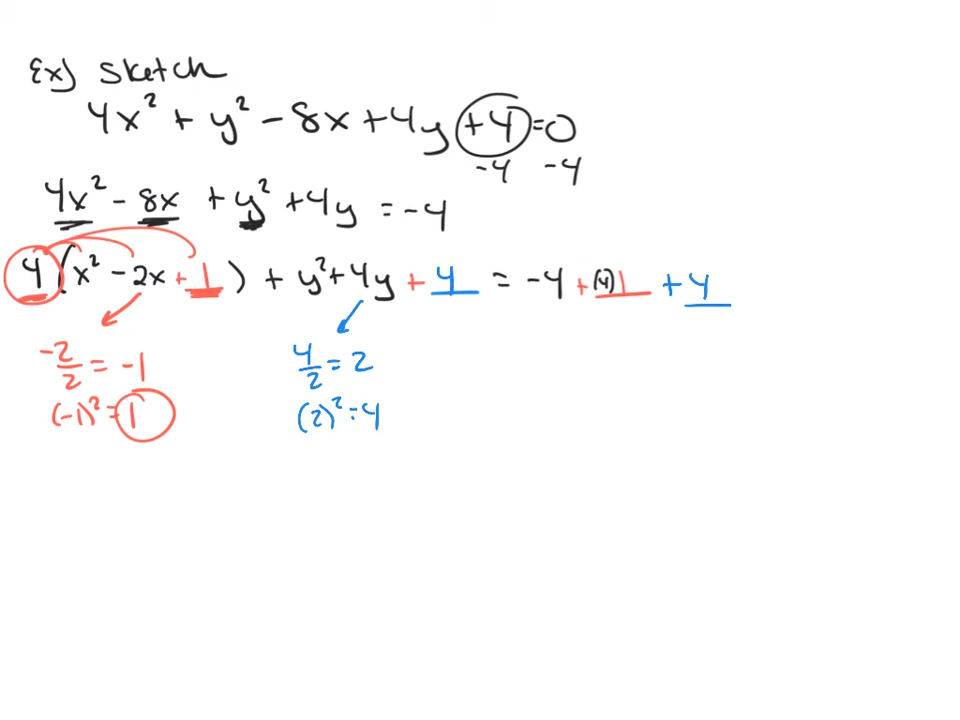 Ex) Sketch
4x² + y² - 8x + 4y + 4 = 0
-4 -4
4x² - 8x + y² + 4y = -4
4(x² - 2x + 1) + y² + 4y + 4 = -4 + (4)1 + 4
-2/2 = -1
4/2 = 2
(-1)² = 1
(2)² = 4